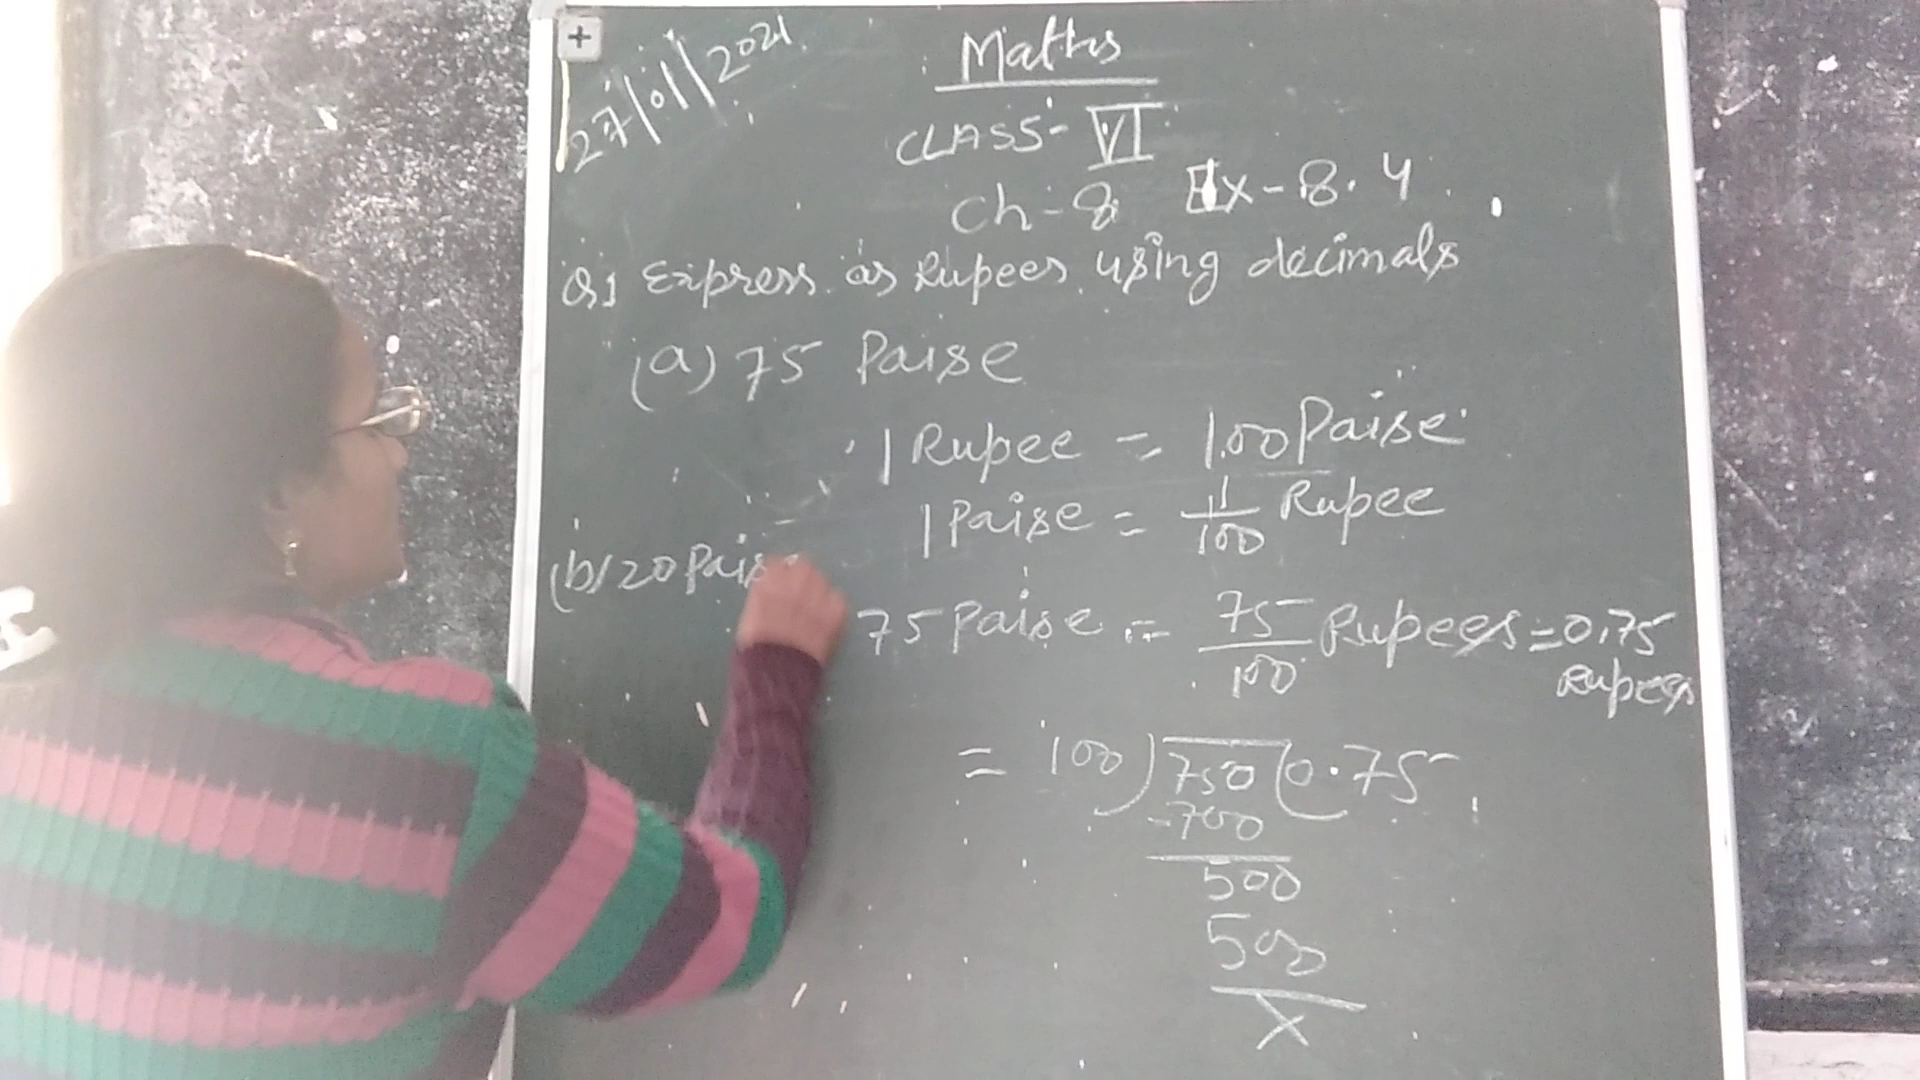 27/01/2021
Maths
CLASS- VI
Ch-8 Ex-8.4
Q1 Express as Rupees using decimals
(a) 75 Paise
1 Rupee = 100 Paise
1 Paise = 1/100 Rupee
(b) 20 Pais
75 Paise = 75/100 Rupees = 0.75
Rupees
= 100) 750 (0.75
-700
500
500
X